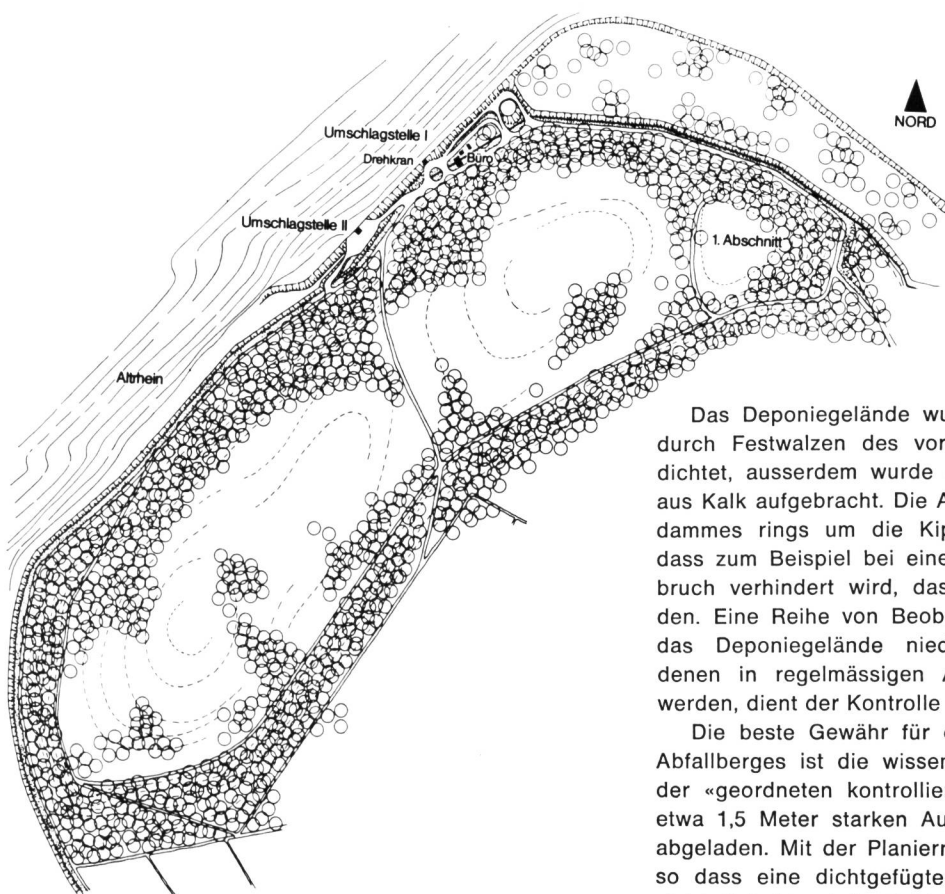 NORD
Umschlagstelle I
Drehkran
Büro
Umschlagstelle II
1. Abschnitt
Altrhein
Das Deponiegelände wu
durch Festwalzen des vor
dichtet, ausserdem wurde
aus Kalk aufgebracht. Die A
dammes rings um die Kip
dass zum Beispiel bei eine
bruch verhindert wird, das
den. Eine Reihe von Beob
das Deponiegelände nied
denen in regelmässigen A
werden, dient der Kontrolle
Die beste Gewähr für
Abfallberges ist die wisser
der «geordneten kontrollie
etwa 1,5 Meter starken Au
abgeladen. Mit der Planierr
so dass eine dichtgefügte